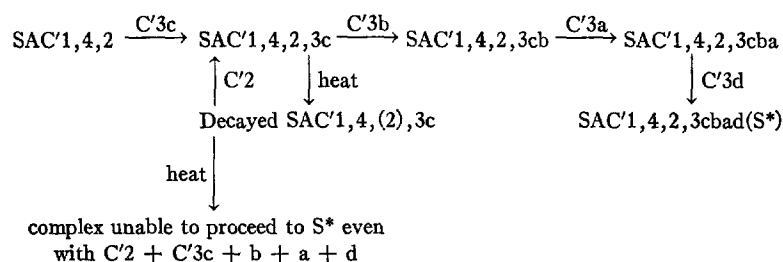 SAC′1,4,2 C′3c SAC′1,4,2,3c C′3b SAC′1,4,2,3cb C′3a SAC′1,4,2,3cba
C′2 heat C′3d
Decayed SAC′1,4,(2),3c SAC′1,4,2,3cbad(S*)
heat
complex unable to proceed to S* even
with C′2 + C′3c + b + a + d